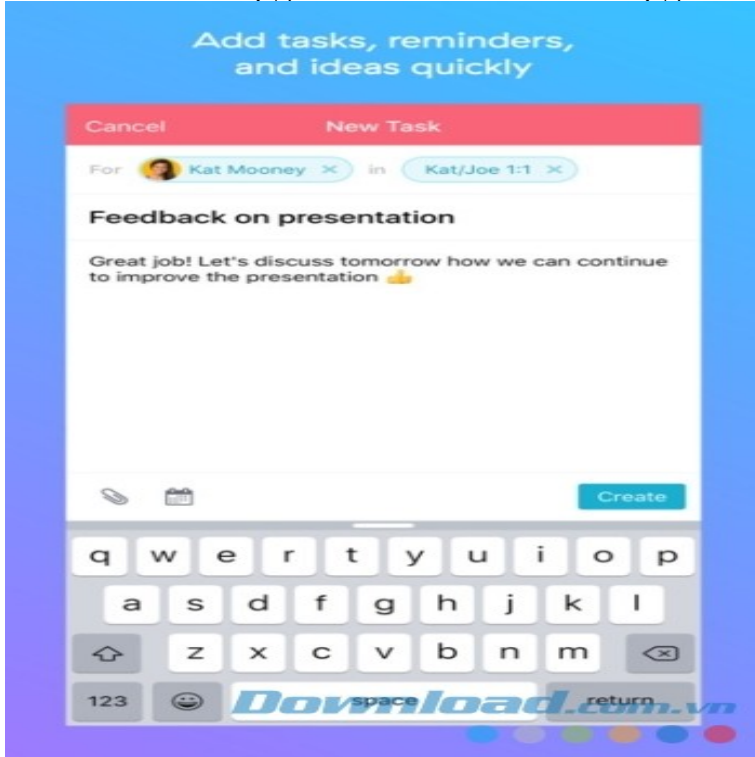 Add tasks, reminders,
and ideas quickly
Cancel New Task
For Kat Mooney × in Kat/Joe 1:1 ×
Feedback on presentation
Great job! Let's discuss tomorrow how we can continue
to improve the presentation 👍
Create
q w e r t y u i o p
a s d f g h j k l
z x c v b n m
123 space return
Download.com.vn